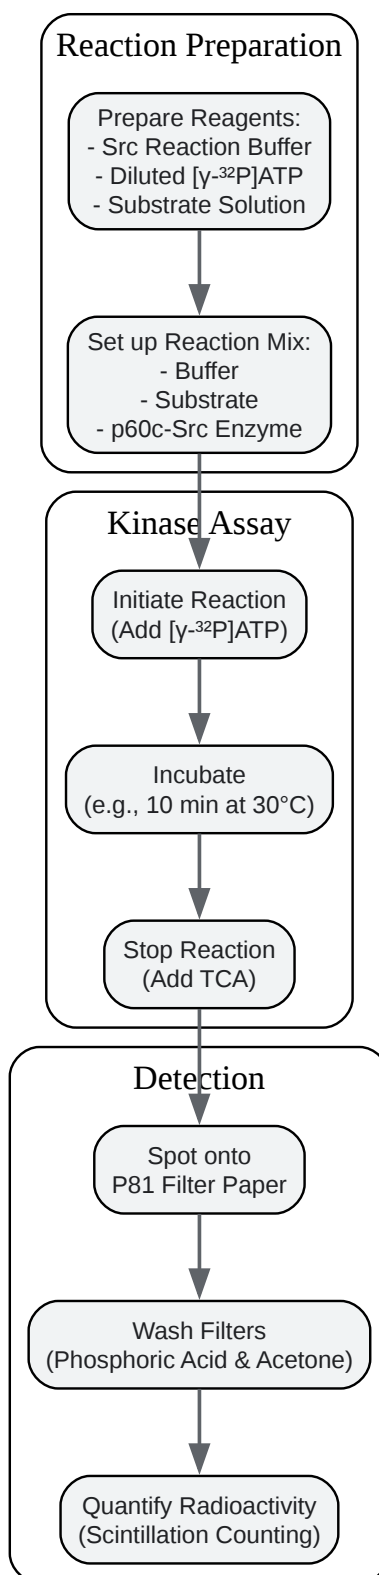 Reaction Preparation
Prepare Reagents:
- Src Reaction Buffer
- Diluted [γ-³²P]ATP
- Substrate Solution
Set up Reaction Mix:
- Buffer
- Substrate
- p60c-Src Enzyme
Kinase Assay
Initiate Reaction
(Add [γ-³²P]ATP)
Incubate
(e.g., 10 min at 30°C)
Stop Reaction
(Add TCA)
Detection
Spot onto
P81 Filter Paper
Wash Filters
(Phosphoric Acid & Acetone)
Quantify Radioactivity
(Scintillation Counting)